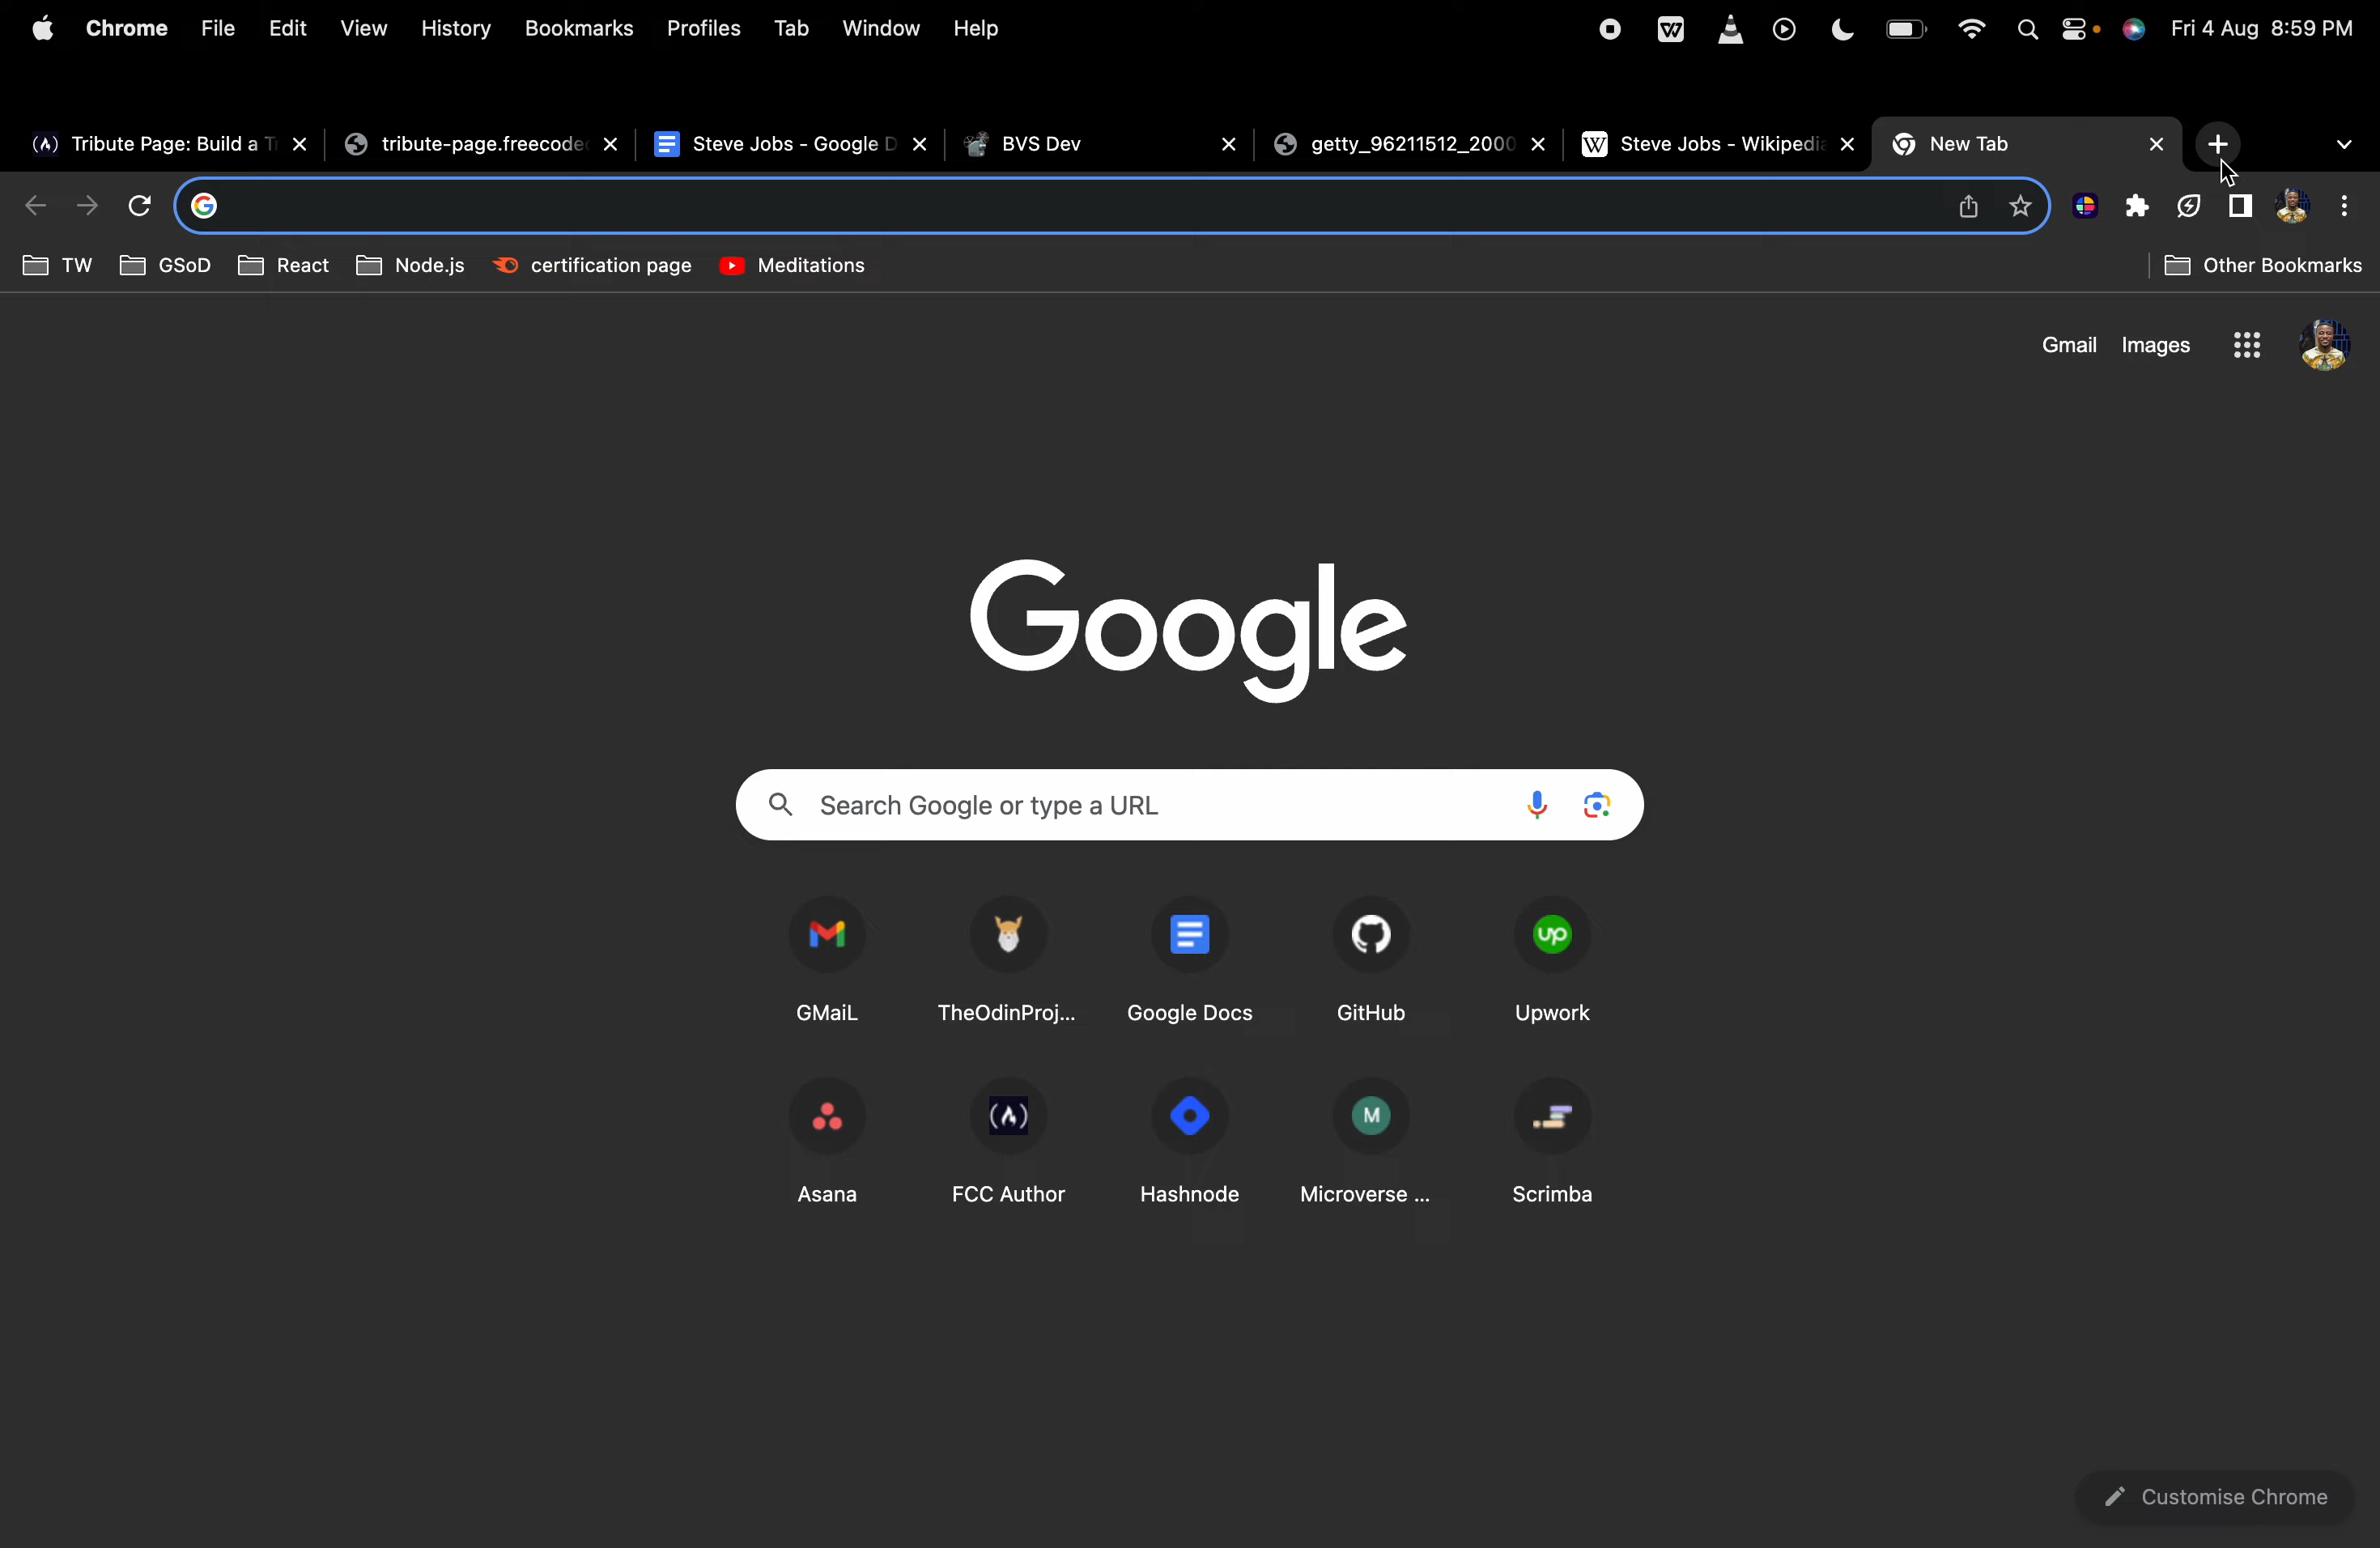 Chrome File Edit View History Bookmarks Profiles Tab Window Help Fri 4 Aug 8:59 PM
Tribute Page: Build a T tribute-page.freecode Steve Jobs - Google D BVS Dev getty_96211512_2000 Steve Jobs - Wikipedia New Tab
TW GSoD React Node.js certification page Meditations Other Bookmarks
Gmail Images
Google
Search Google or type a URL
GMaiL TheOdinProj... Google Docs GitHub Upwork
Asana FCC Author Hashnode Microverse ... Scrimba
Customise Chrome